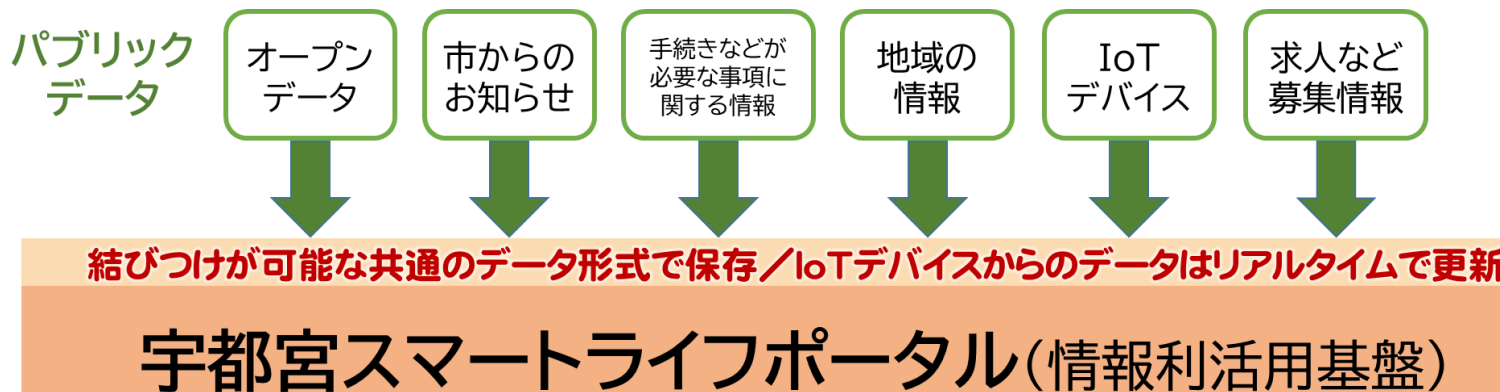 パブリック
データ
オープン
データ
市からの
お知らせ
手続きなどが
必要な事項に
関する情報
地域の
情報
IoT
デバイス
求人など
募集情報
結びつけが可能な共通のデータ形式で保存／IoTデバイスからのデータはリアルタイムで更新
宇都宮スマートライフポータル（情報利活用基盤）